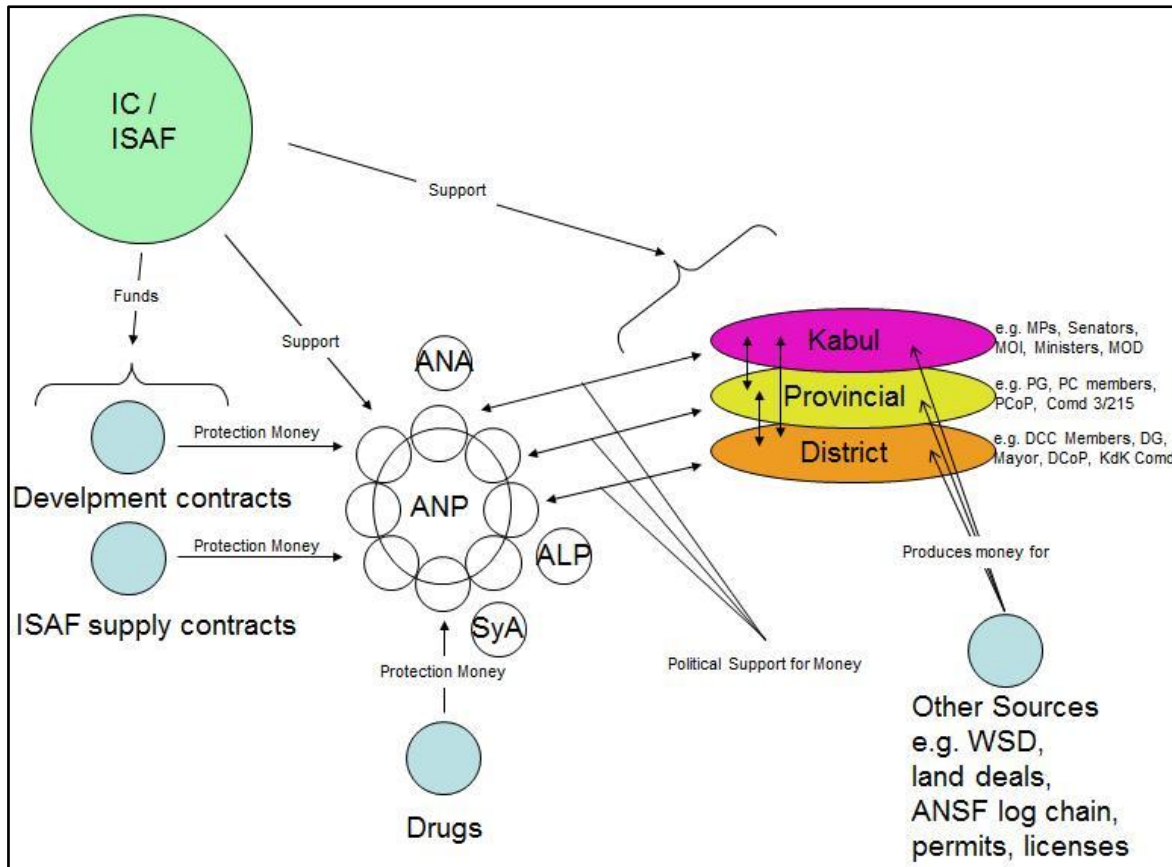 IC /
ISAF
Support
Funds
Support
ANA
Kabul
e.g. MPs, Senators,
MOI, Ministers, MOD
Provincial
e.g. PG, PC members,
PCoP, Comd 3/215
District
e.g. DCC Members, DG,
Mayor, DCoP, KdK Comd
Protection Money
Develpment contracts
ANP
Protection Money
ALP
Produces money for
ISAF supply contracts
SyA
Protection Money
Political Support for Money
Drugs
Other Sources
e.g. WSD,
land deals,
ANSF log chain,
permits, licenses